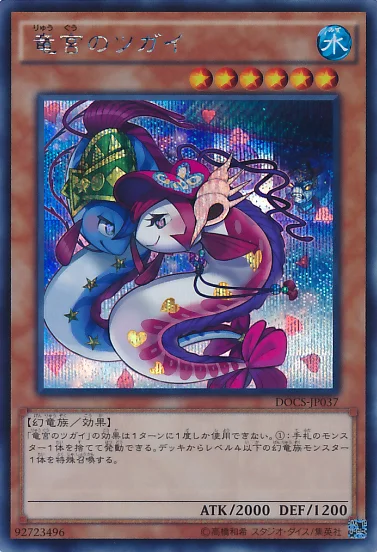 りゅう ぐう
竜宮のツガイ
水
DOCS-JP037
【幻竜族/効果】
「竜宮のツガイ」の効果は1ターンに1度しか使用できない。①:手札のモンス
ター1体を捨てて発動できる。デッキからレベル4以下の幻竜族モンスター
1体を特殊召喚する。
ATK/2000 DEF/1200
92723496 ©高橋和希 スタジオ・ダイス/集英社